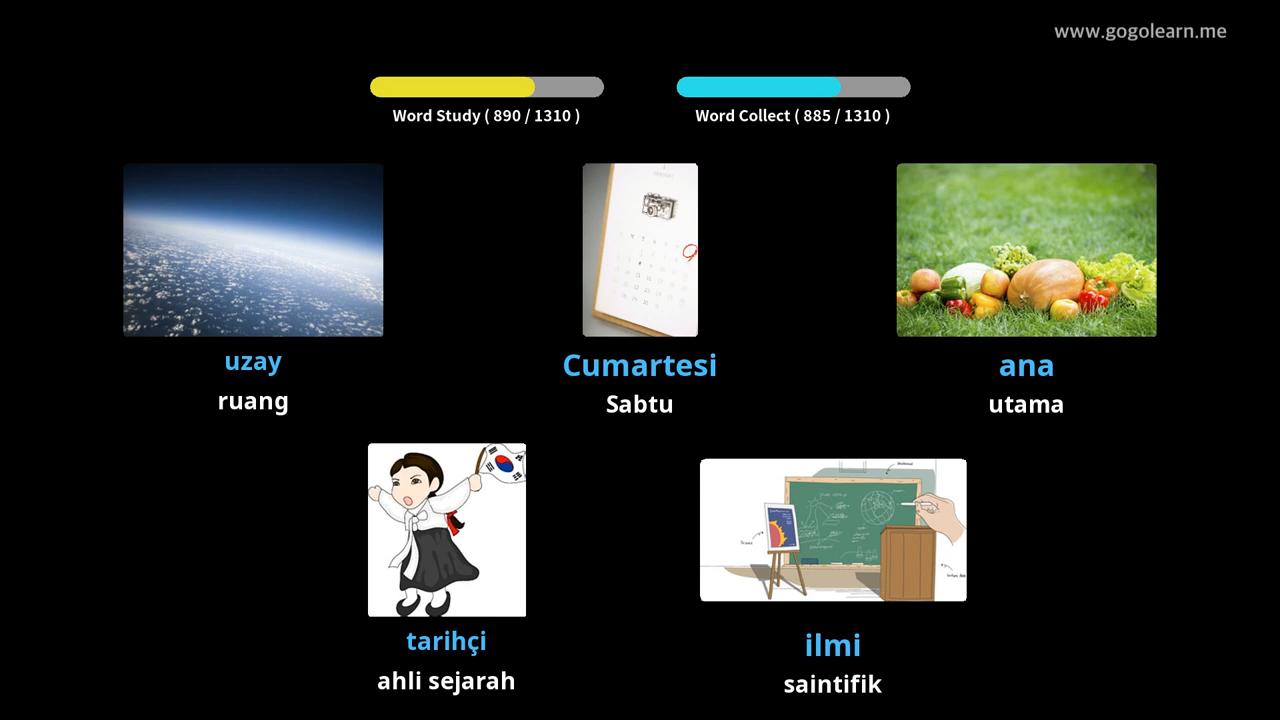 www.gogolearn.me
Word Study ( 890 / 1310 )
Word Collect ( 885 / 1310 )
uzay
ruang
Cumartesi
Sabtu
ana
utama
tarihçi
ahli sejarah
ilmi
saintifik